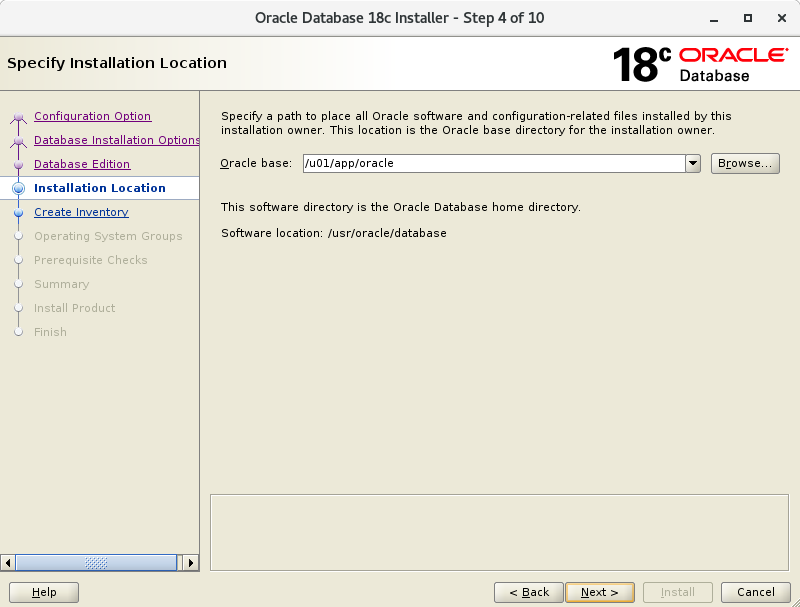 Oracle Database 18c Installer - Step 4 of 10
Specify Installation Location
18c ORACLE
Database
Configuration Option
Database Installation Options
Database Edition
Installation Location
Create Inventory
Operating System Groups
Prerequisite Checks
Summary
Install Product
Finish
Specify a path to place all Oracle software and configuration-related files installed by this
installation owner. This location is the Oracle base directory for the installation owner.
Oracle base: /u01/app/oracle Browse...
This software directory is the Oracle Database home directory.
Software location: /usr/oracle/database
Help < Back Next > Install Cancel